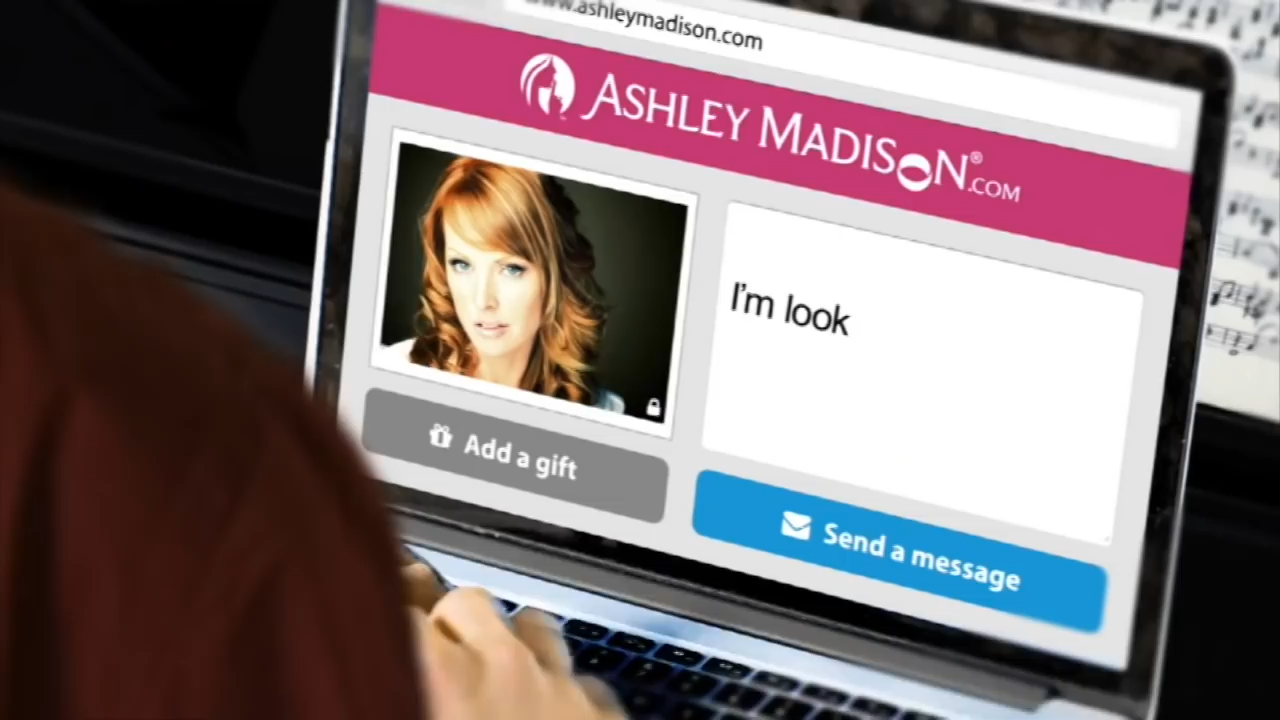 www.ashleymadison.com
ASHLEY MADISON®.COM
I'm look
Add a gift
Send a message